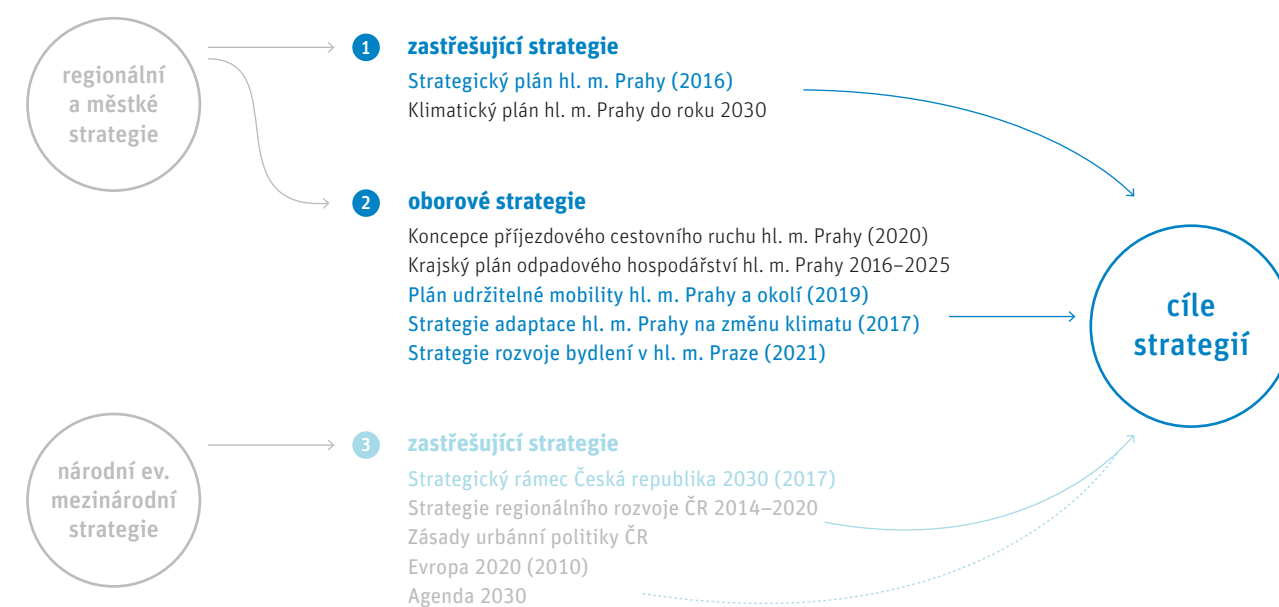 regionální
a městké
strategie
1 zastřešující strategie
Strategický plán hl. m. Prahy (2016)
Klimatický plán hl. m. Prahy do roku 2030
2 oborové strategie
Koncepce příjezdového cestovního ruchu hl. m. Prahy (2020)
Krajský plán odpadového hospodářství hl. m. Prahy 2016–2025
Plán udržitelné mobility hl. m. Prahy a okolí (2019)
Strategie adaptace hl. m. Prahy na změnu klimatu (2017)
Strategie rozvoje bydlení v hl. m. Praze (2021)
cíle
strategií
národní ev.
mezinárodní
strategie
3 zastřešující strategie
Strategický rámec Česká republika 2030 (2017)
Strategie regionálního rozvoje ČR 2014–2020
Zásady urbánní politiky ČR
Evropa 2020 (2010)
Agenda 2030